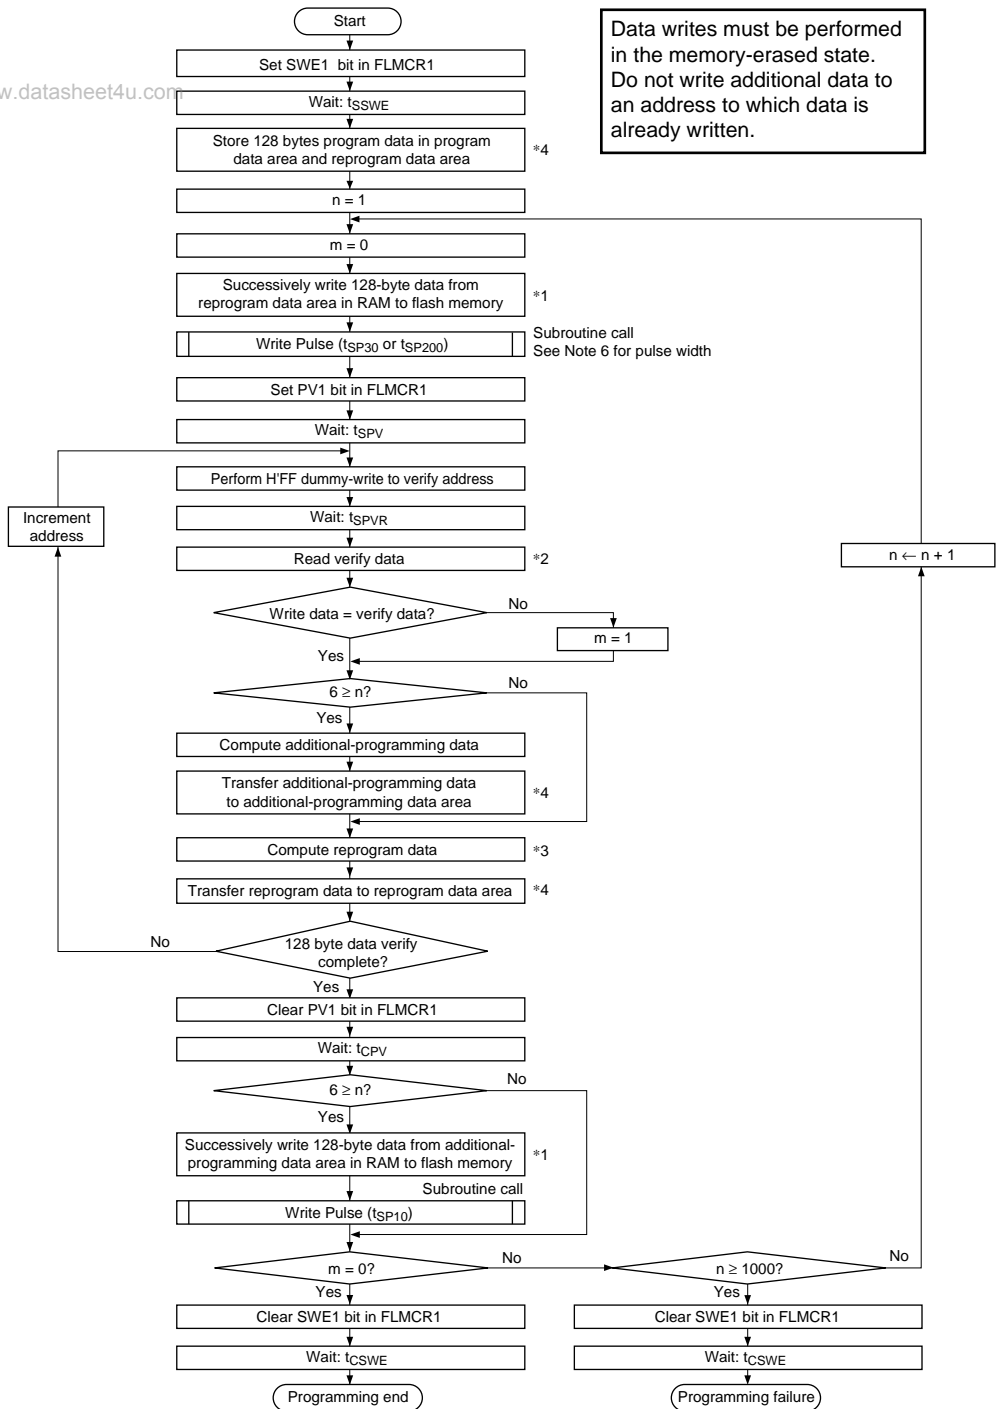 Start
Data writes must be performed
in the memory-erased state.
Do not write additional data to
an address to which data is
already written.
Set SWE1 bit in FLMCR1
w.datasheet4u.com
Wait: tSSWE
Store 128 bytes program data in program
data area and reprogram data area
*4
n = 1
m = 0
Successively write 128-byte data from
reprogram data area in RAM to flash memory
*1
Write Pulse (tSP30 or tSP200)
Subroutine call
See Note 6 for pulse width
Set PV1 bit in FLMCR1
Wait: tSPV
Perform H'FF dummy-write to verify address
Increment
address
Wait: tSPVR
Read verify data
*2
n ← n + 1
Write data = verify data?
No
m = 1
Yes
6 ≥ n?
No
Yes
Compute additional-programming data
Transfer additional-programming data
to additional-programming data area
*4
Compute reprogram data
*3
Transfer reprogram data to reprogram data area
*4
No
128 byte data verify
complete?
Yes
Clear PV1 bit in FLMCR1
Wait: tCPV
6 ≥ n?
No
Yes
Successively write 128-byte data from additional-
programming data area in RAM to flash memory
*1
Subroutine call
Write Pulse (tSP10)
m = 0?
No
n ≥ 1000?
No
Yes
Yes
Clear SWE1 bit in FLMCR1
Clear SWE1 bit in FLMCR1
Wait: tCSWE
Wait: tCSWE
Programming end
Programming failure